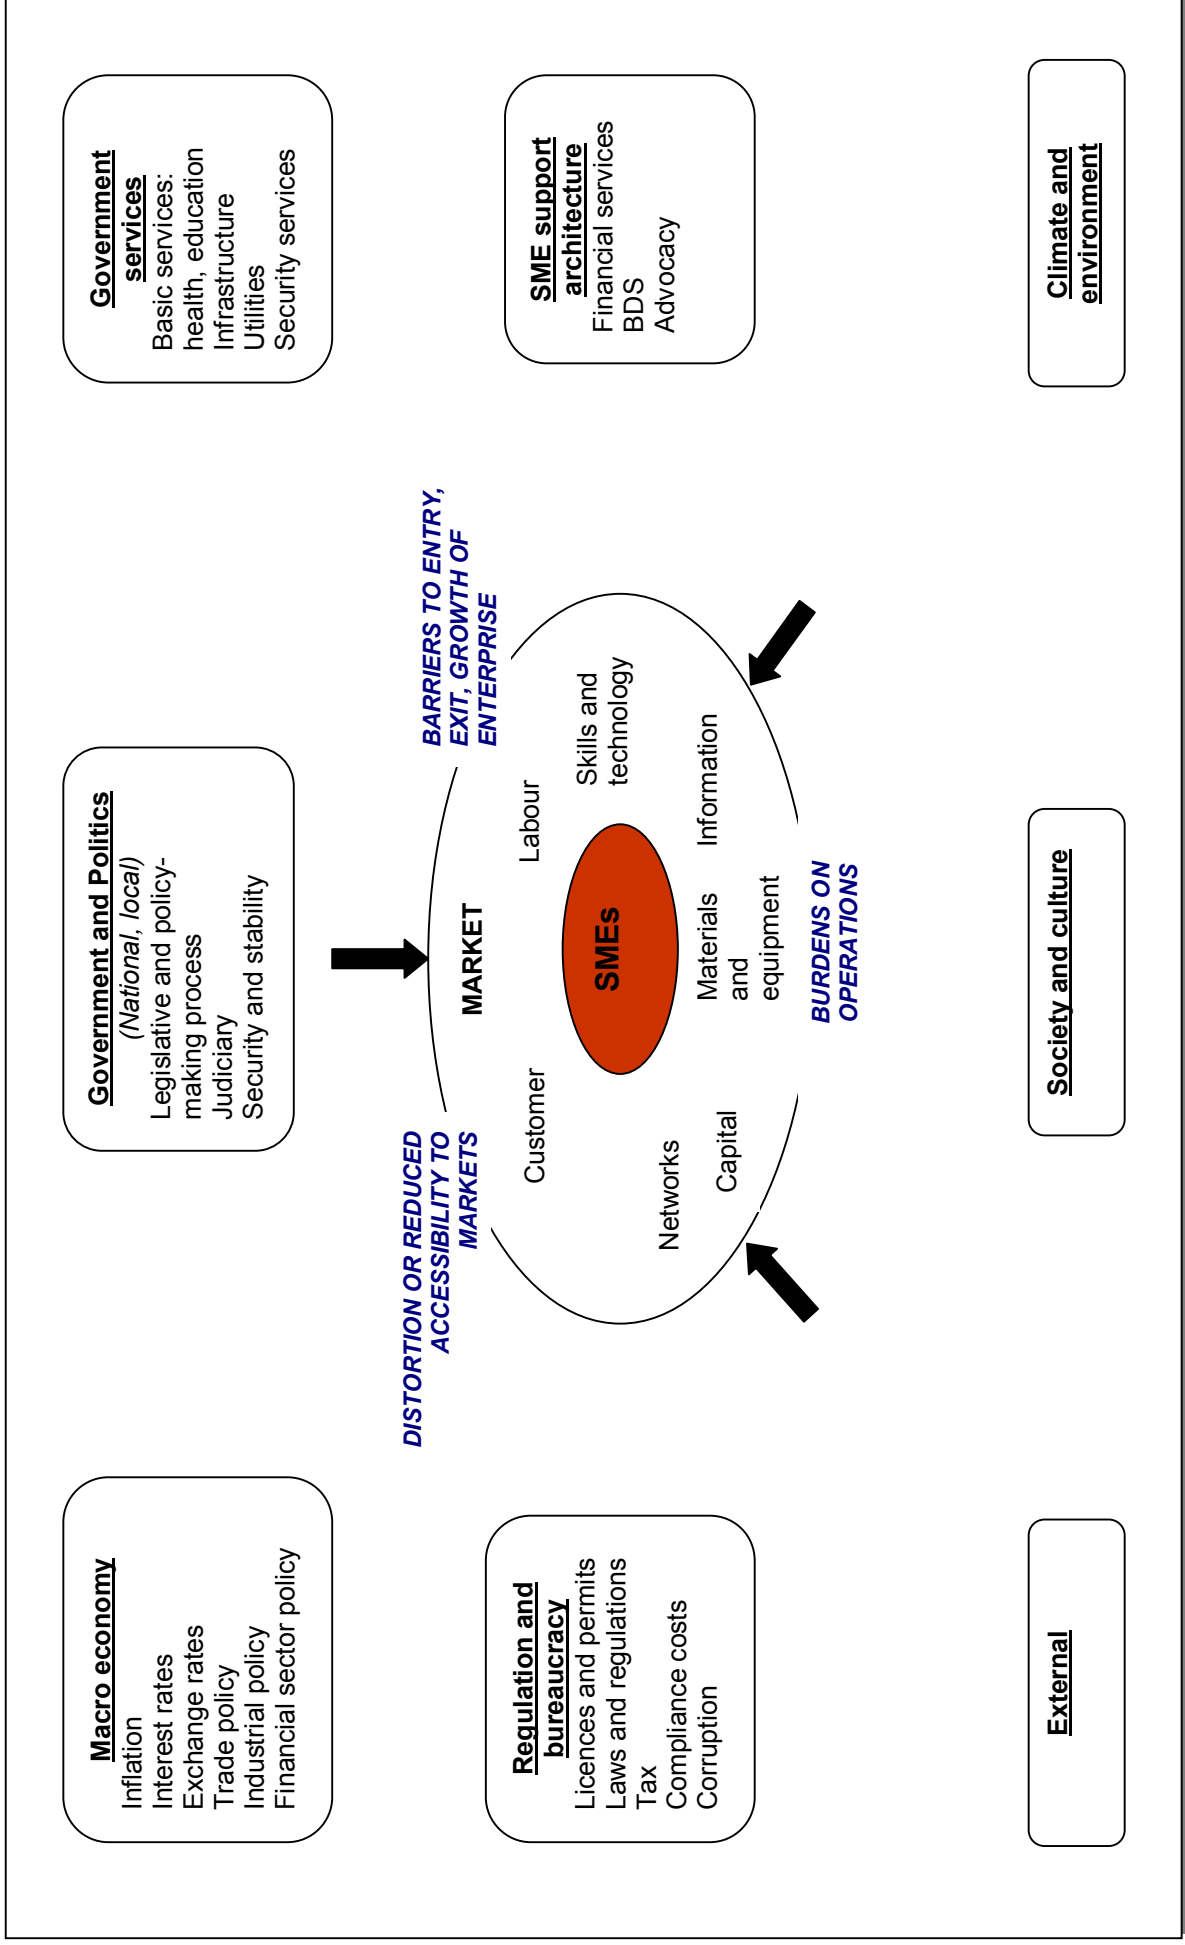 Macro economy
Inflation
Interest rates
Exchange rates
Trade policy
Industrial policy
Financial sector policy
Government and Politics
(National, local)
Legislative and policy-
making process
Judiciary
Security and stability
Government
services
Basic services:
health, education
Infrastructure
Utilities
Security services
DISTORTION OR REDUCED
ACCESSIBILITY TO
MARKETS
BARRIERS TO ENTRY,
EXIT, GROWTH OF
ENTERPRISE
Regulation and
bureaucracy
Licences and permits
Laws and regulations
Tax
Compliance costs
Corruption
MARKET
Customer
Labour
SMEs
Skills and
technology
Networks
Capital
Materials
and
equipment
Information
SME support
architecture
Financial services
BDS
Advocacy
BURDENS ON
OPERATIONS
External
Society and culture
Climate and
environment